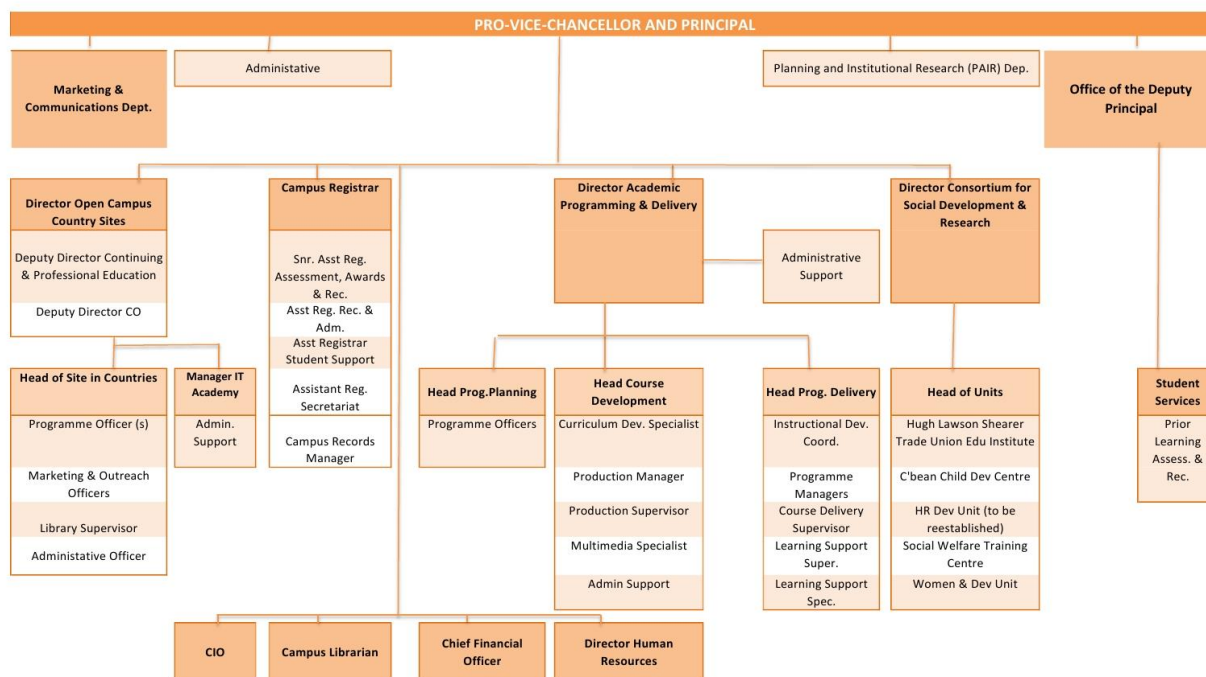 PRO-VICE-CHANCELLOR AND PRINCIPAL
Marketing &
Communications Dept.
Administative
Planning and Institutional Research (PAIR) Dep.
Office of the Deputy
Principal
Director Open Campus
Country Sites
Deputy Director Continuing
& Professional Education
Deputy Director CO
Campus Registrar
Snr. Asst Reg.
Assessment, Awards
& Rec.
Asst Reg. Rec. &
Adm.
Asst Registrar
Student Support
Assistant Reg.
Secretariat
Campus Records
Manager
Director Academic
Programming & Delivery
Administrative
Support
Director Consortium for
Social Development &
Research
Head of Site in Countries
Programme Officer (s)
Marketing & Outreach
Officers
Library Supervisor
Administative Officer
Manager IT
Academy
Admin.
Support
Head Prog.Planning
Programme Officers
Head Course
Development
Curriculum Dev. Specialist
Production Manager
Production Supervisor
Multimedia Specialist
Admin Support
Head Prog. Delivery
Instructional Dev.
Coord.
Programme
Managers
Course Delivery
Supervisor
Learning Support
Super.
Learning Support
Spec.
Head of Units
Hugh Lawson Shearer
Trade Union Edu Institute
C'bean Child Dev Centre
HR Dev Unit (to be
reestablished)
Social Welfare Training
Centre
Women & Dev Unit
Student
Services
Prior
Learning
Assess. &
Rec.
CIO
Campus Librarian
Chief Financial
Officer
Director Human
Resources